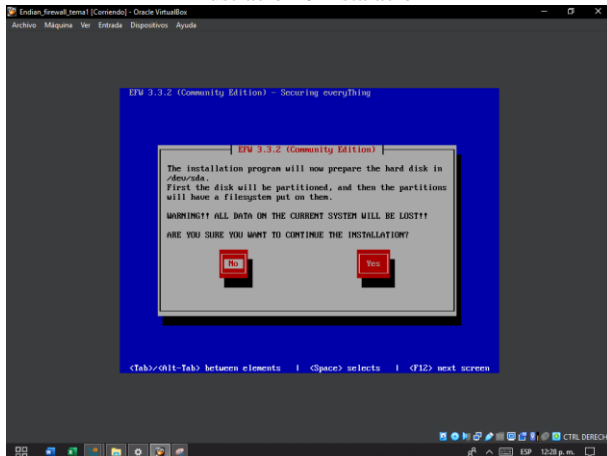 Endian_firewall_tema1 [Corriendo] - Oracle VirtualBox
Archivo Máquina Ver Entrada Dispositivos Ayuda
EFW 3.3.2 (Community Edition) - Securing everyThing
EFW 3.3.2 (Community Edition)
The installation program will now prepare the hard disk in
/dev/sda.
First the disk will be partitioned, and then the partitions
will have a filesystem put on them.
WARNING!! ALL DATA ON THE CURRENT SYSTEM WILL BE LOST!!
ARE YOU SURE YOU WANT TO CONTINUE THE INSTALLATION?
No Yes
<Tab>/<Alt-Tab> between elements | <Space> selects | <F12> next screen
CTRL DERECH
ESP 12:28 p. m.